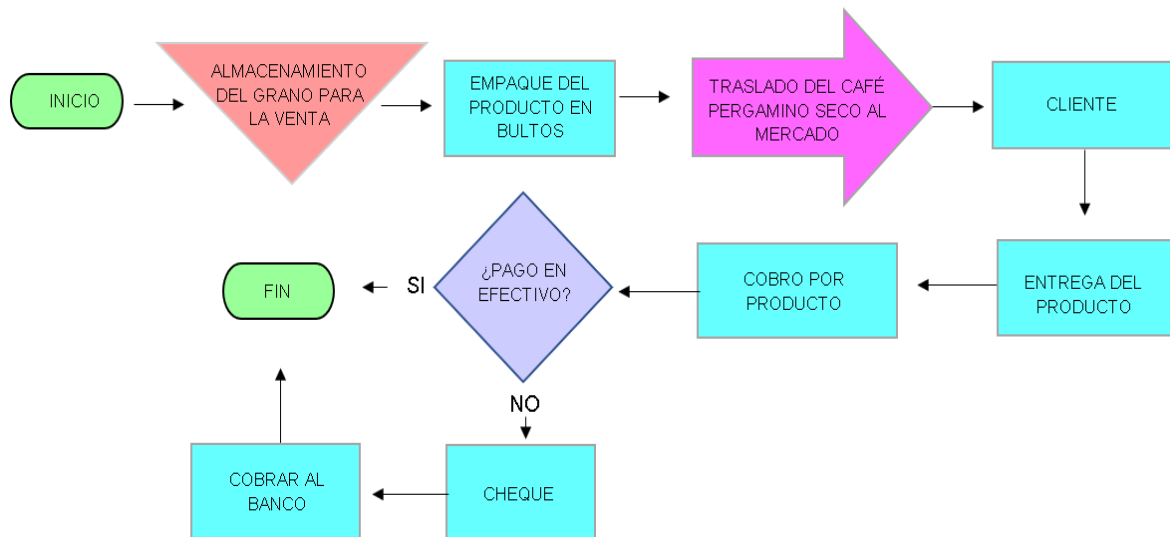 INICIO
ALMACENAMIENTO
DEL GRANO PARA
LA VENTA
EMPAQUE DEL
PRODUCTO EN
BULTOS
TRASLADO DEL CAFÉ
PERGAMINO SECO AL
MERCADO
CLIENTE
ENTREGA DEL
PRODUCTO
COBRO POR
PRODUCTO
¿PAGO EN
EFECTIVO?
SI
FIN
NO
CHEQUE
COBRAR AL
BANCO